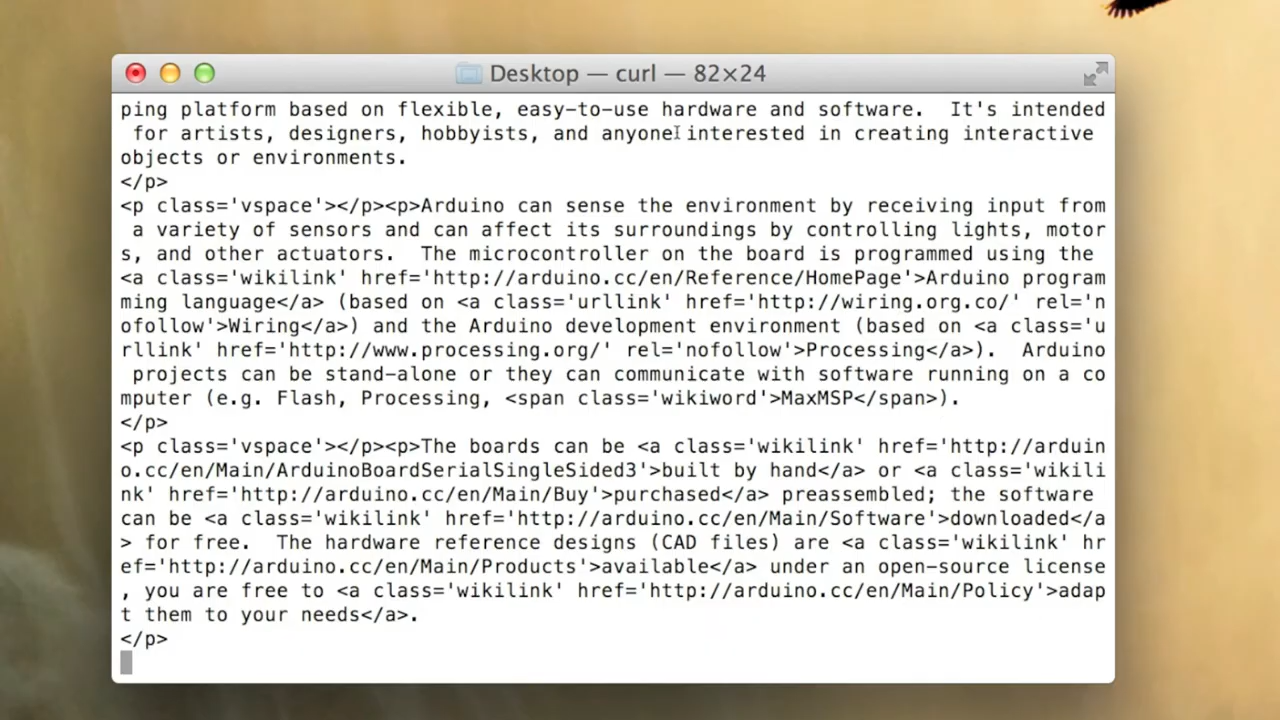 Desktop — curl — 82×24
ping platform based on flexible, easy-to-use hardware and software.  It's intended
 for artists, designers, hobbyists, and anyone interested in creating interactive
objects or environments.
</p>
<p class='vspace'></p><p>Arduino can sense the environment by receiving input from
 a variety of sensors and can affect its surroundings by controlling lights, motor
s, and other actuators.  The microcontroller on the board is programmed using the
<a class='wikilink' href='http://arduino.cc/en/Reference/HomePage'>Arduino program
ming language</a> (based on <a class='urllink' href='http://wiring.org.co/' rel='n
ofollow'>Wiring</a>) and the Arduino development environment (based on <a class='u
rllink' href='http://www.processing.org/' rel='nofollow'>Processing</a>).  Arduino
 projects can be stand-alone or they can communicate with software running on a co
mputer (e.g. Flash, Processing, <span class='wikiword'>MaxMSP</span>).
</p>
<p class='vspace'></p><p>The boards can be <a class='wikilink' href='http://arduin
o.cc/en/Main/ArduinoBoardSerialSingleSided3'>built by hand</a> or <a class='wikili
nk' href='http://arduino.cc/en/Main/Buy'>purchased</a> preassembled; the software
can be <a class='wikilink' href='http://arduino.cc/en/Main/Software'>downloaded</a
> for free.  The hardware reference designs (CAD files) are <a class='wikilink' hr
ef='http://arduino.cc/en/Main/Products'>available</a> under an open-source license
, you are free to <a class='wikilink' href='http://arduino.cc/en/Main/Policy'>adap
t them to your needs</a>.
</p>